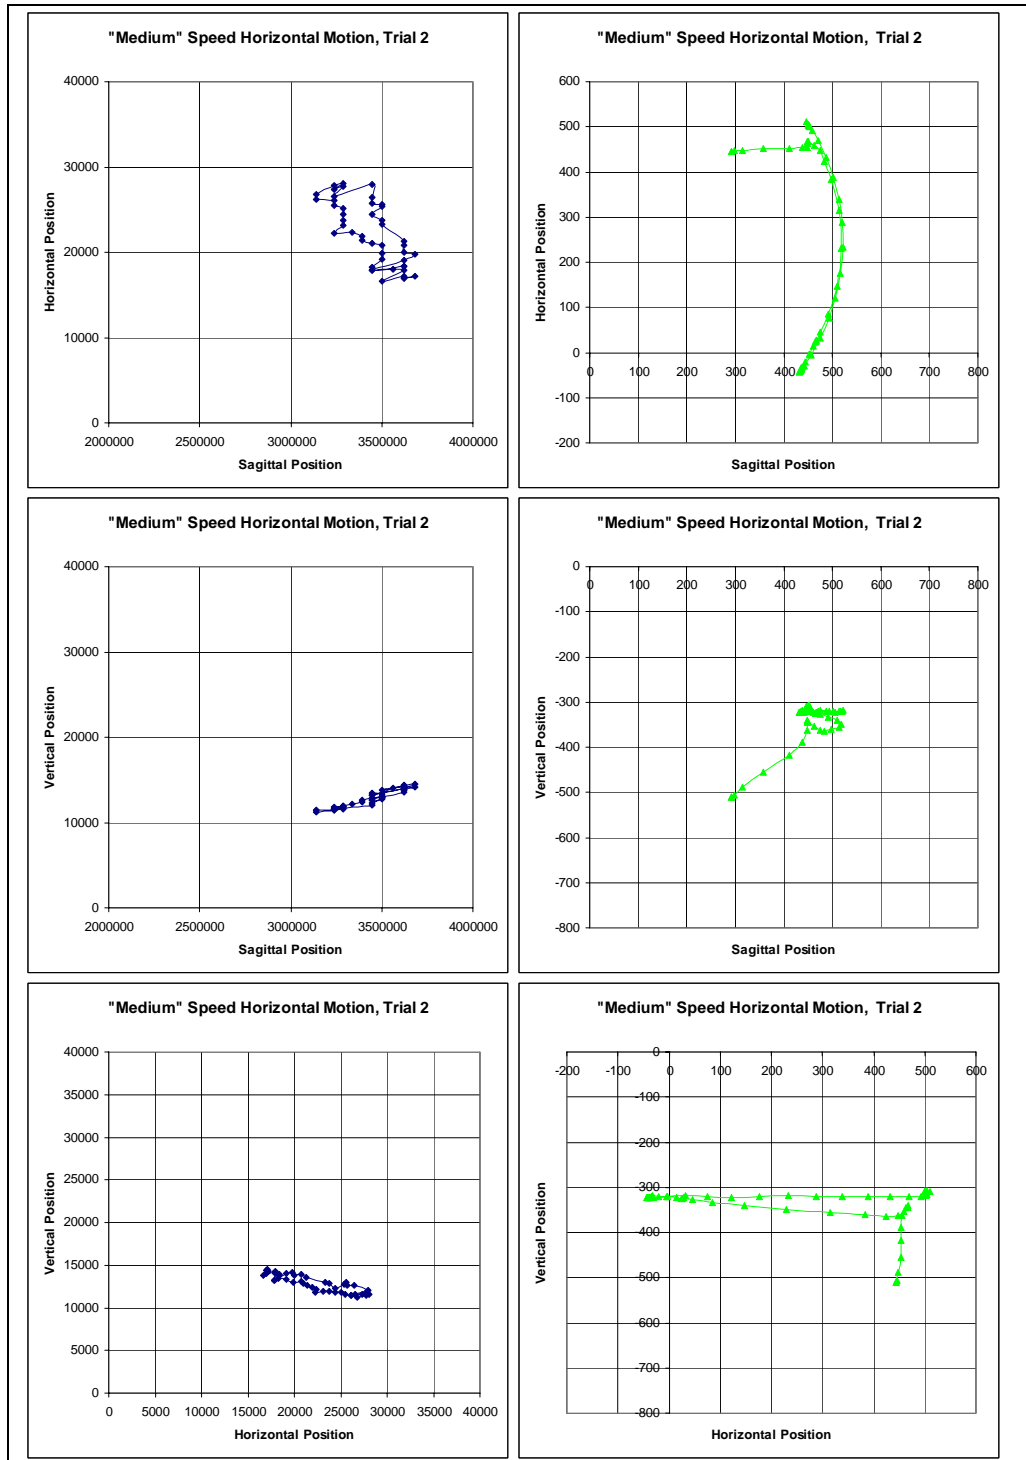 "Medium" Speed Horizontal Motion, Trial 2
40000
30000
20000
10000
0
Horizontal Position
2000000 2500000 3000000 3500000 4000000
Sagittal Position
"Medium" Speed Horizontal Motion, Trial 2
600
500
400
300
200
100
0
-100
-200
Horizontal Position
0 100 200 300 400 500 600 700 800
Sagittal Position
"Medium" Speed Horizontal Motion, Trial 2
40000
30000
20000
10000
0
Vertical Position
2000000 2500000 3000000 3500000 4000000
Sagittal Position
"Medium" Speed Horizontal Motion, Trial 2
0
-100
-200
-300
-400
-500
-600
-700
-800
Vertical Position
0 100 200 300 400 500 600 700 800
Sagittal Position
"Medium" Speed Horizontal Motion, Trial 2
40000
35000
30000
25000
20000
15000
10000
5000
0
Vertical Position
0 5000 10000 15000 20000 25000 30000 35000 40000
Horizontal Position
"Medium" Speed Horizontal Motion, Trial 2
0
-100
-200
-300
-400
-500
-600
-700
-800
Vertical Position
-200 -100 0 100 200 300 400 500 600
Horizontal Position